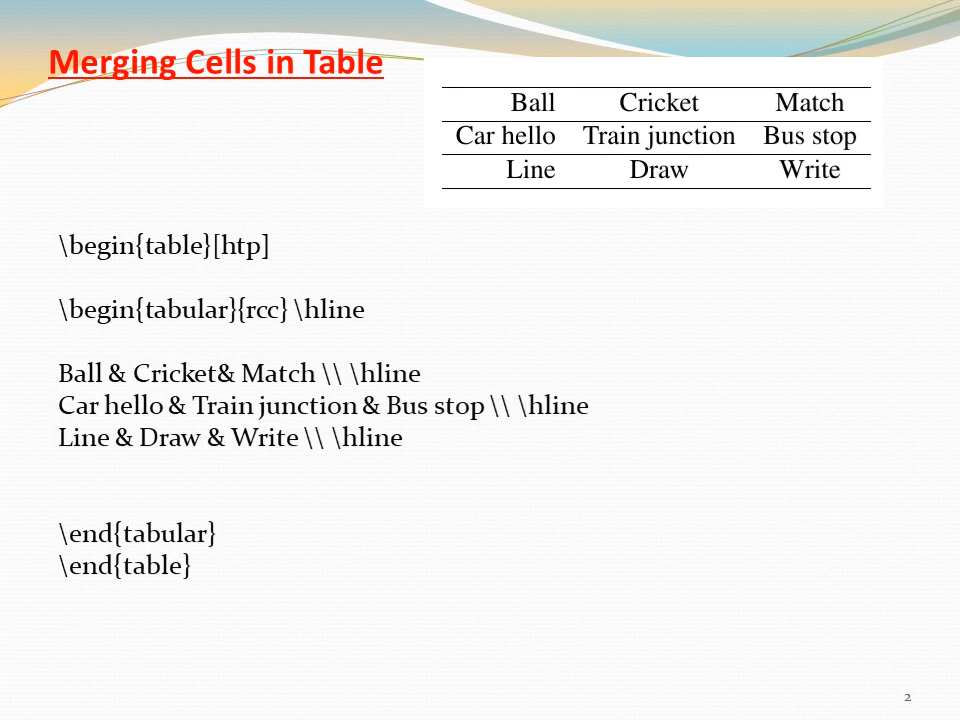 Merging Cells in Table
Ball Cricket Match
Car hello Train junction Bus stop
Line Draw Write
\begin{table}[htp]
\begin{tabular}{rcc} \hline
Ball & Cricket& Match \\ \hline
Car hello & Train junction & Bus stop \\ \hline
Line & Draw & Write \\ \hline
\end{tabular}
\end{table}
2